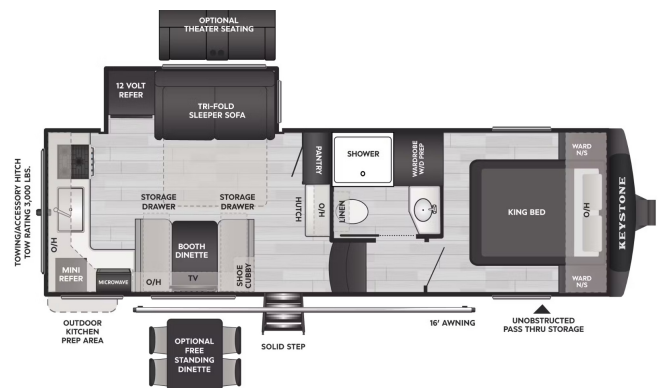 OPTIONAL
THEATER SEATING
12 VOLT
REFER
TRI-FOLD
SLEEPER SOFA
TOWING/ACCESSORY HITCH
TOW RATING 3,000 LBS.
O/H
MINI
REFER
MICROWAVE
STORAGE
DRAWER
STORAGE
DRAWER
BOOTH
DINETTE
TV
O/H
SHOE
CUBBY
PANTRY
HUTCH
O/H
LINEN
SHOWER
WARDROBE
W/D PREP
KING BED
WARD
N/S
O/H
WARD
N/S
KEYSTONE
OUTDOOR
KITCHEN
PREP AREA
OPTIONAL
FREE
STANDING
DINETTE
SOLID STEP
16' AWNING
UNOBSTRUCTED
PASS THRU STORAGE